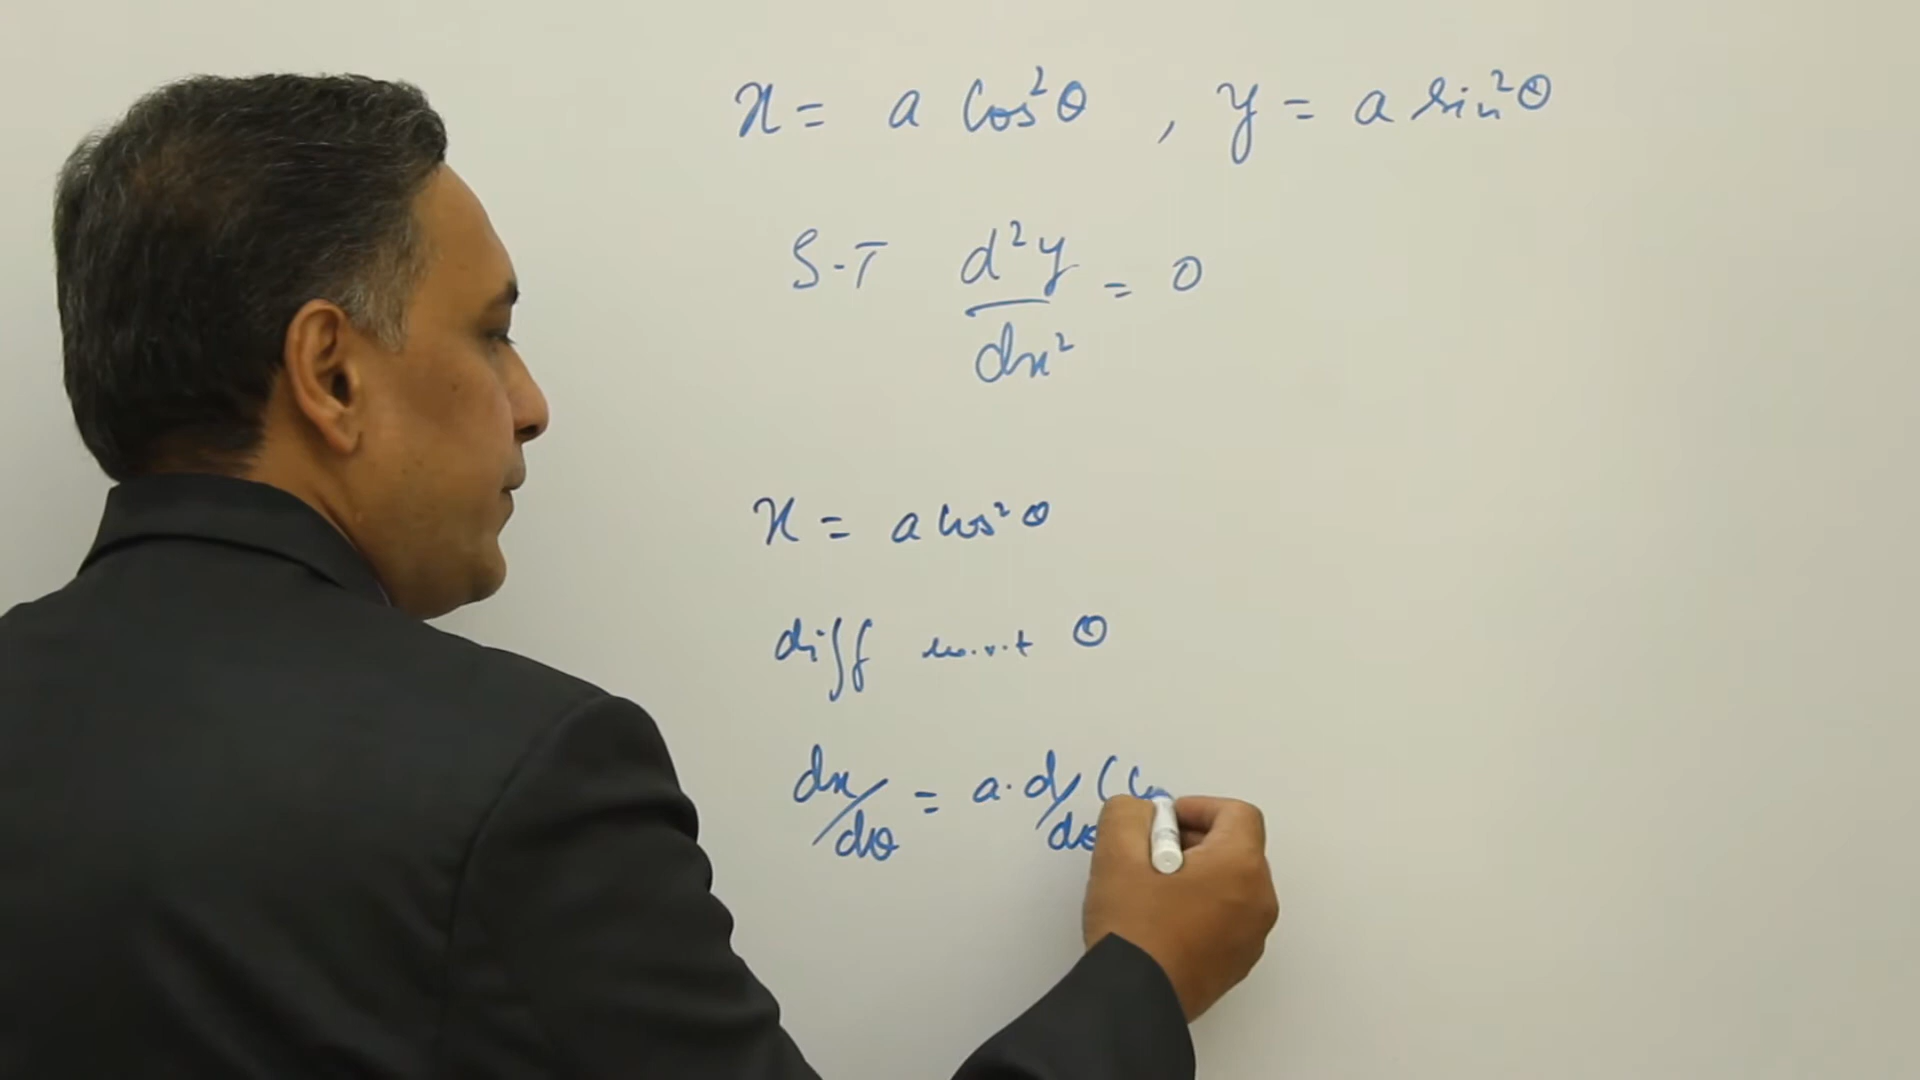 x = a cos²θ , y = a sin²θ
S-T d²y/dx² = 0
x = a cos²θ
diff w.r.t θ
dx/dθ = a. d/dθ (